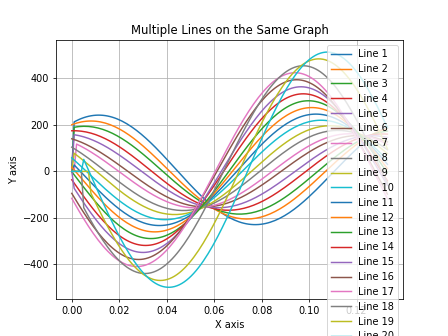 Multiple Lines on the Same Graph
Y axis
400
200
0
−200
−400
0.00
0.02
0.04
0.06
0.08
0.10
X axis
Line 1
Line 2
Line 3
Line 4
Line 5
Line 6
Line 7
Line 8
Line 9
Line 10
Line 11
Line 12
Line 13
Line 14
Line 15
Line 16
Line 17
Line 18
Line 19
Line 20